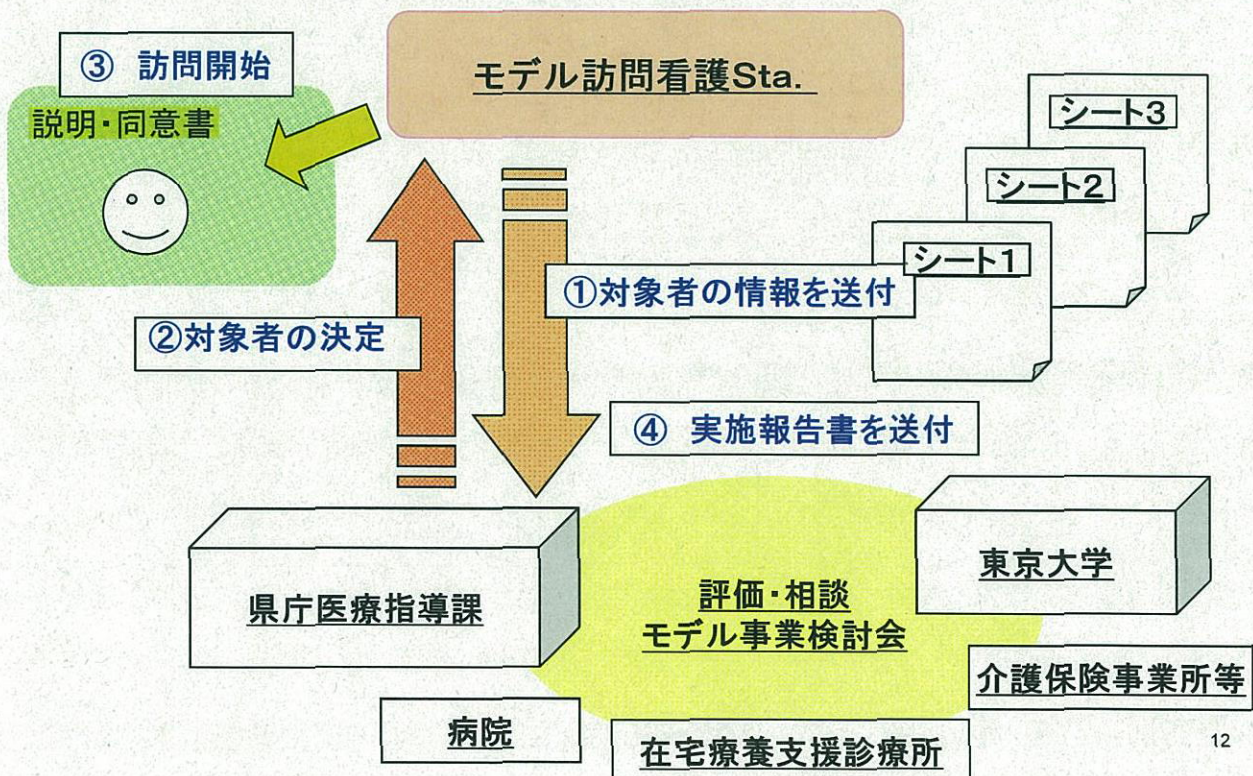 ③ 訪問開始
説明・同意書
モデル訪問看護Sta.
シート3
シート2
シート1
①対象者の情報を送付
②対象者の決定
④ 実施報告書を送付
県庁医療指導課
評価・相談
モデル事業検討会
東京大学
介護保険事業所等
病院
在宅療養支援診療所
12